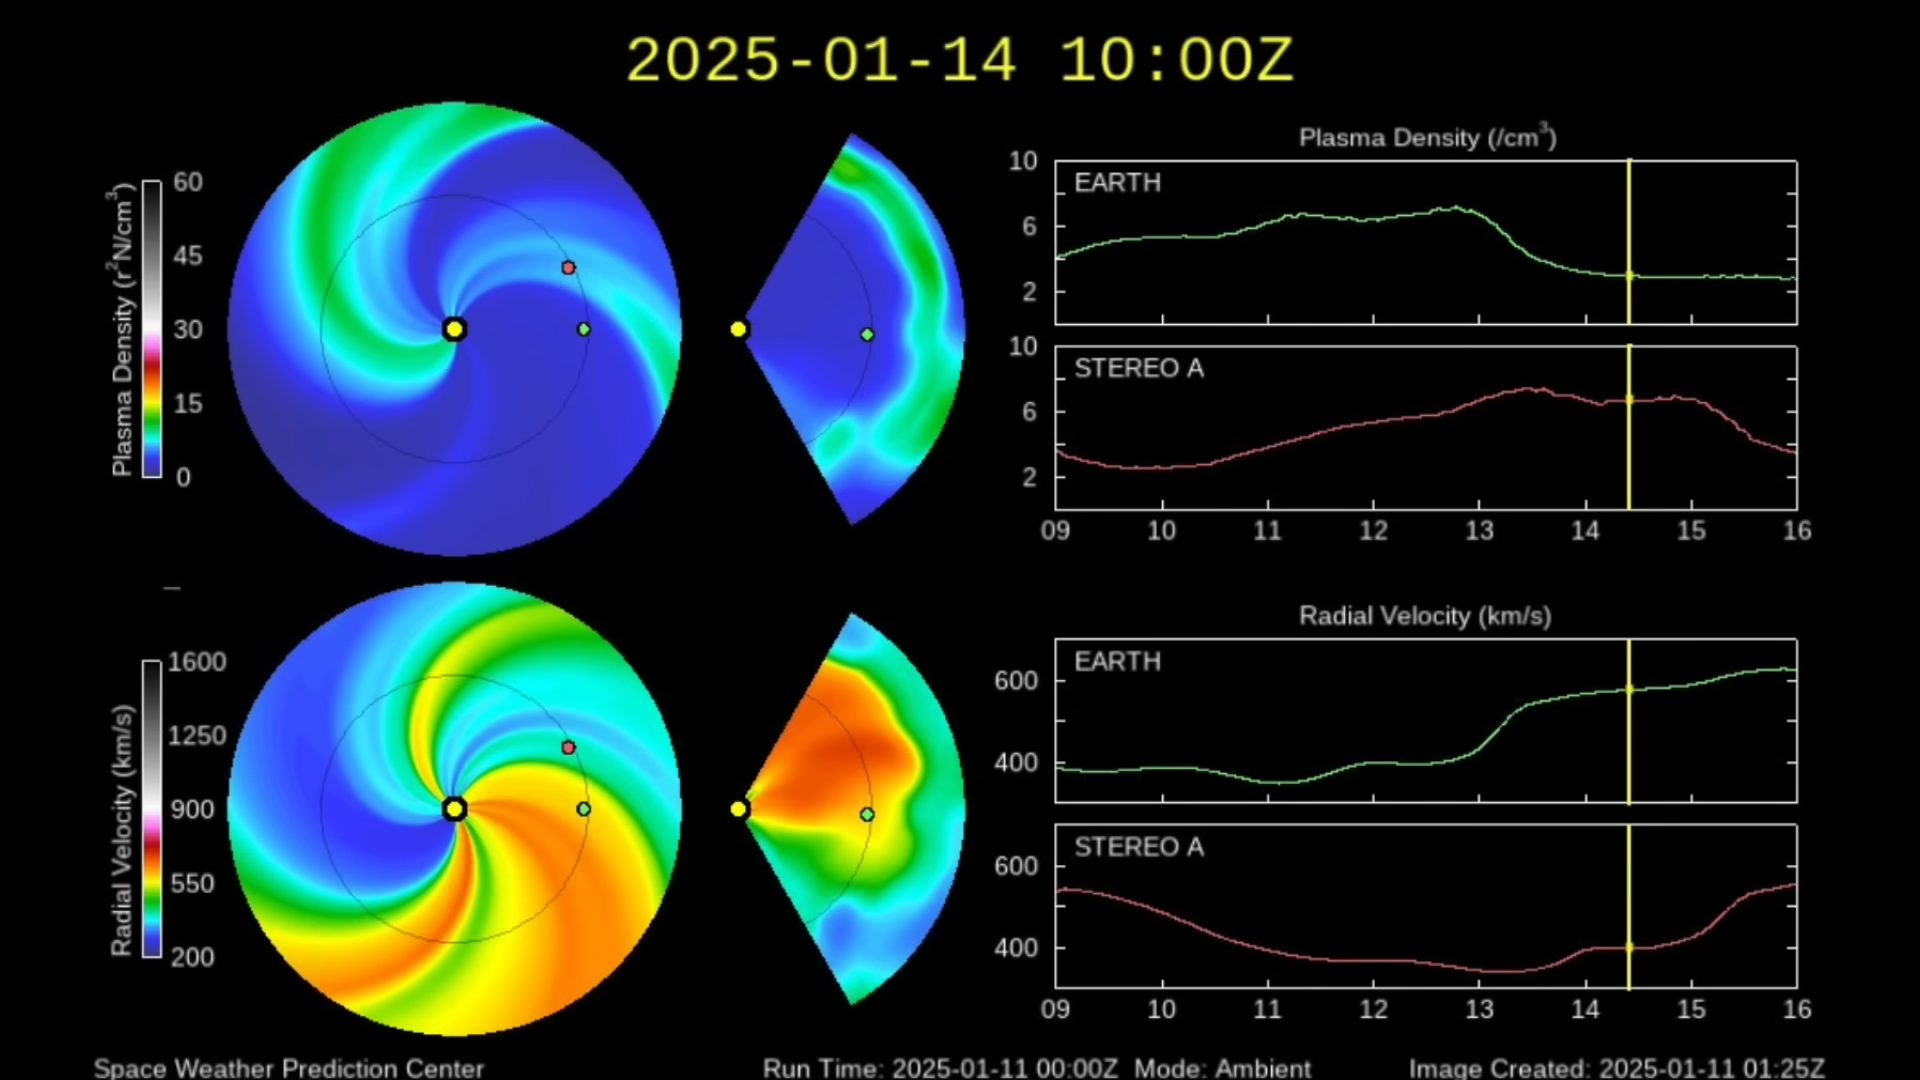 2025-01-14 10:00Z
Plasma Density (r²N/cm³)
60
45
30
15
0
Plasma Density (/cm³)
10
6
2
EARTH
10
6
2
STEREO A
09 10 11 12 13 14 15 16
Radial Velocity (km/s)
1600
1250
900
550
200
Radial Velocity (km/s)
600
400
EARTH
600
400
STEREO A
09 10 11 12 13 14 15 16
Space Weather Prediction Center
Run Time: 2025-01-11 00:00Z Mode: Ambient
Image Created: 2025-01-11 01:25Z